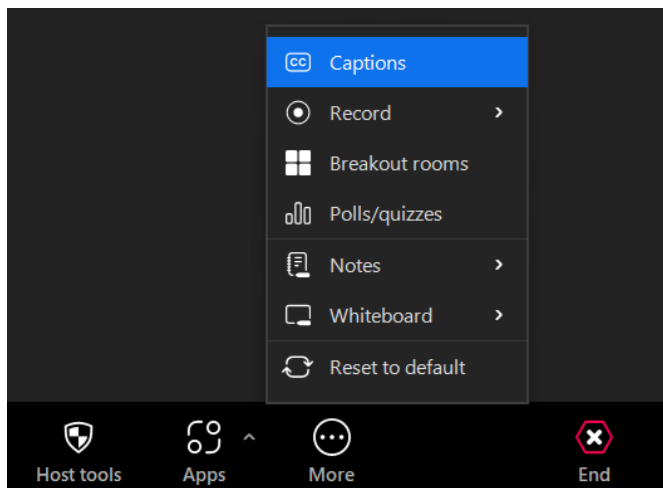 CC Captions
Record
Breakout rooms
Polls/quizzes
Notes
Whiteboard
Reset to default
Host tools Apps More End